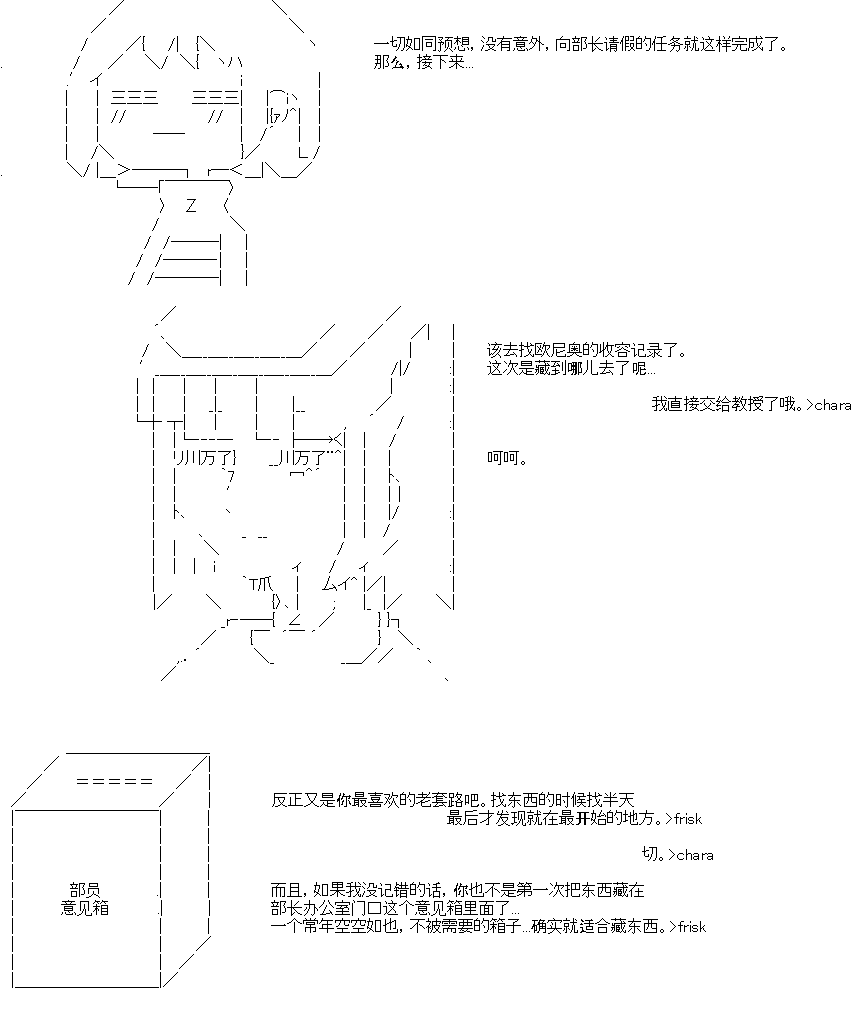 一切如同预想，没有意外，向部长请假的任务就这样完成了。
那么，接下来...
Z
该去找欧尼奥的收容记录了。
这次是藏到哪儿去了呢...
我直接交给教授了哦。>chara
呵呵。
反正又是你最喜欢的老套路吧。找东西的时候找半天
最后才发现就在最开始的地方。>frisk
切。>chara
部员
意见箱
而且，如果我没记错的话，你也不是第一次把东西藏在
部长办公室门口这个意见箱里面了...
一个常年空空如也，不被需要的箱子...确实就适合藏东西。>frisk